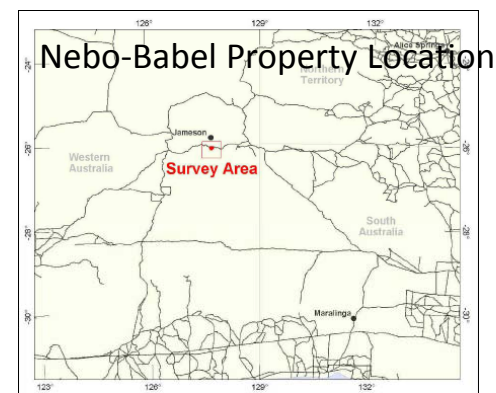 126° 129° 132°
Nebo-Babel Property Location
Alice Springs
-24°
Northern
Territory
Jameson
-26° -26°
Western
Australia
Survey Area
South
Australia
-28° -28°
Maralinga
-30° -30°
123° 126° 129° 132°